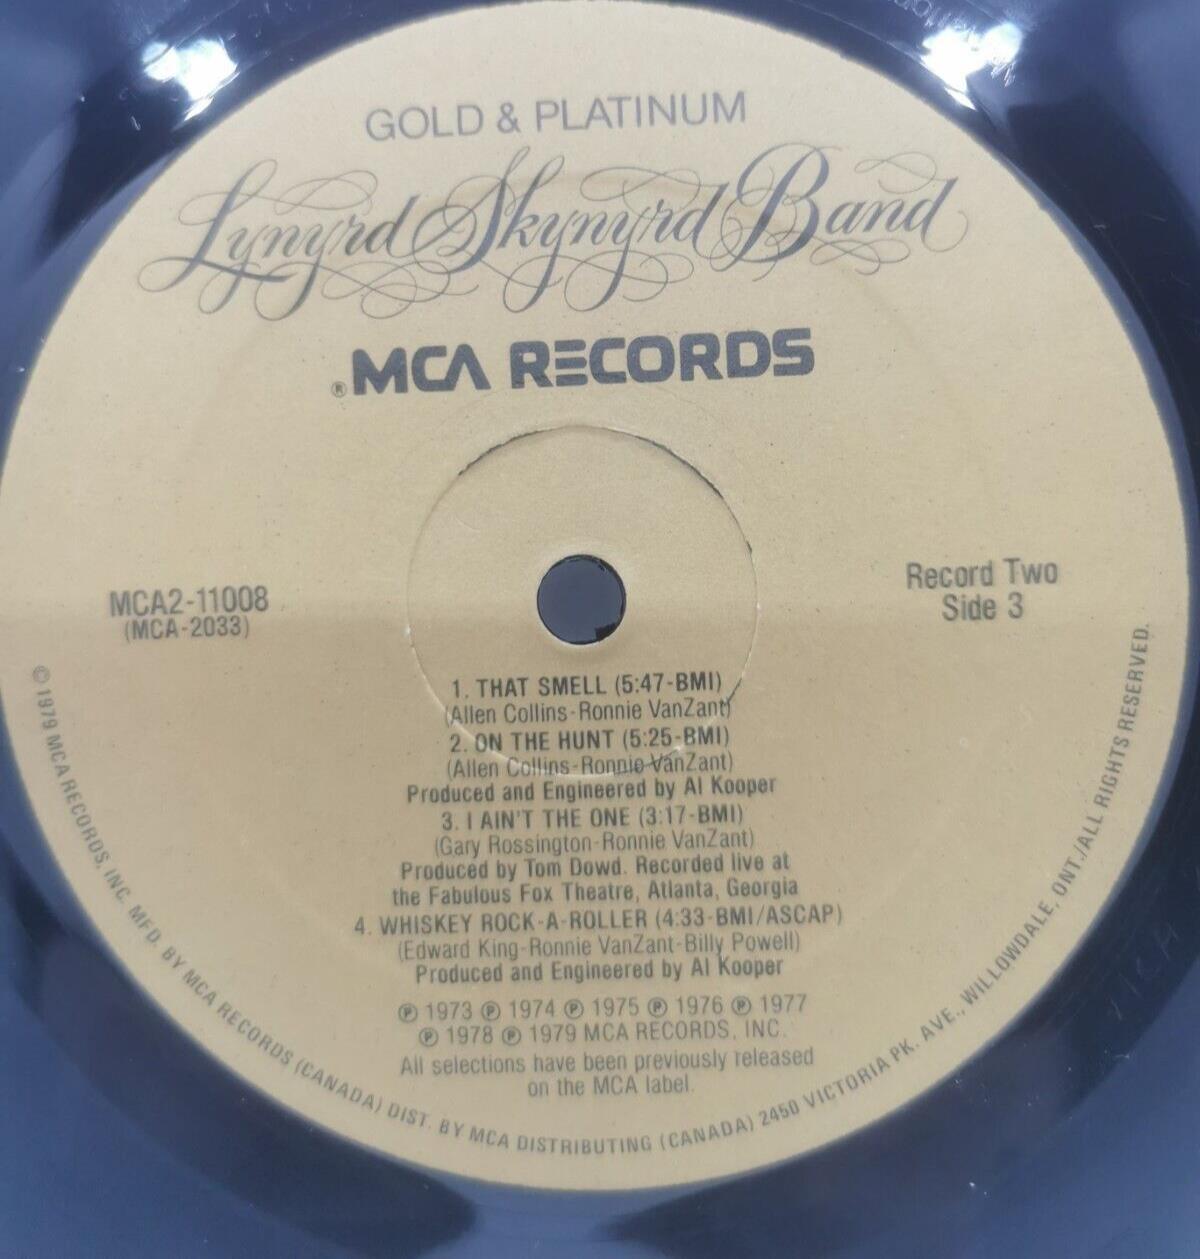 GOLD & PLATINUM
Lynyrd Skynyrd Band
®MCA RECORDS
MCA2-11008
(MCA-2033)
Record Two
Side 3
1. THAT SMELL (5:47-BMI)
(Allen Collins-Ronnie VanZant)
2. ON THE HUNT (5:25-BMI)
(Allen Collins-Ronnie VanZant)
Produced and Engineered by Al Kooper
3. I AIN'T THE ONE (3:17-BMI)
(Gary Rossington-Ronnie VanZant)
Produced by Tom Dowd. Recorded live at
the Fabulous Fox Theatre, Atlanta, Georgia
4. WHISKEY ROCK-A-ROLLER (4:33-BMI/ASCAP)
(Edward King-Ronnie VanZant-Billy Powell)
Produced and Engineered by Al Kooper
℗ 1973 ℗ 1974 ℗ 1975 ℗ 1976 ℗ 1977
℗ 1978 ℗ 1979 MCA RECORDS, INC.
All selections have been previously released
on the MCA label.
© 1979 MCA RECORDS, INC. MFD. BY MCA RECORDS (CANADA) DIST. BY MCA DISTRIBUTING (CANADA) 2450 VICTORIA PK. AVE., WILLOWDALE, ONT./ALL RIGHTS RESERVED.